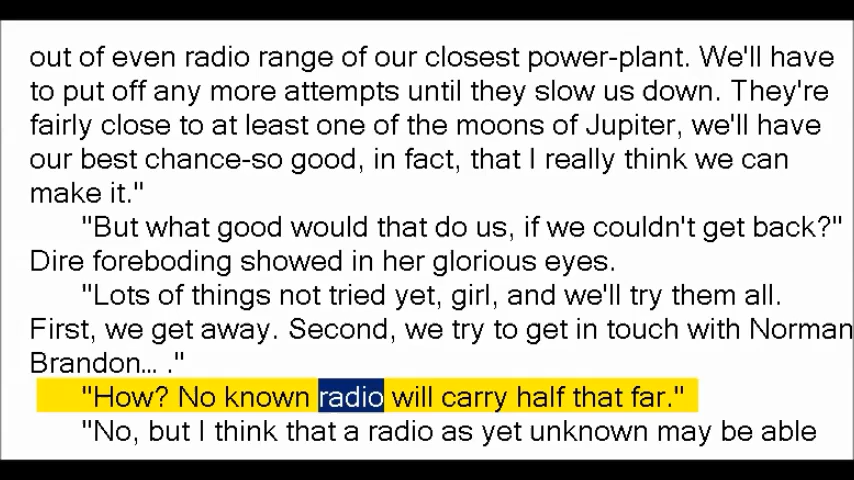 out of even radio range of our closest power-plant. We'll have
to put off any more attempts until they slow us down. They're
fairly close to at least one of the moons of Jupiter, we'll have
our best chance-so good, in fact, that I really think we can
make it."
"But what good would that do us, if we couldn't get back?"
Dire foreboding showed in her glorious eyes.
"Lots of things not tried yet, girl, and we'll try them all.
First, we get away. Second, we try to get in touch with Norman
Brandon... ."
"How? No known radio will carry half that far."
"No, but I think that a radio as yet unknown may be able